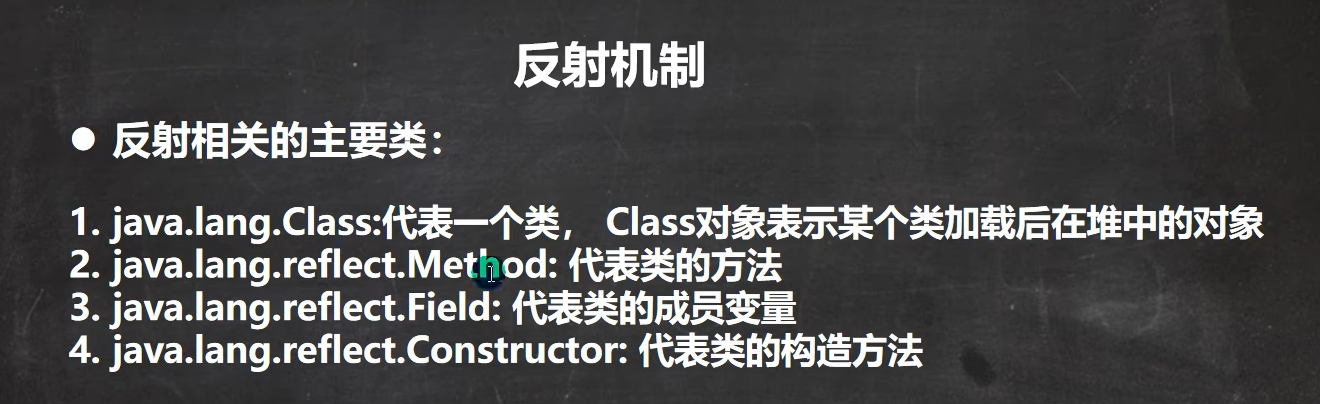 反射机制
● 反射相关的主要类：
1. java.lang.Class:代表一个类， Class对象表示某个类加载后在堆中的对象
2. java.lang.reflect.Method: 代表类的方法
3. java.lang.reflect.Field: 代表类的成员变量
4. java.lang.reflect.Constructor: 代表类的构造方法